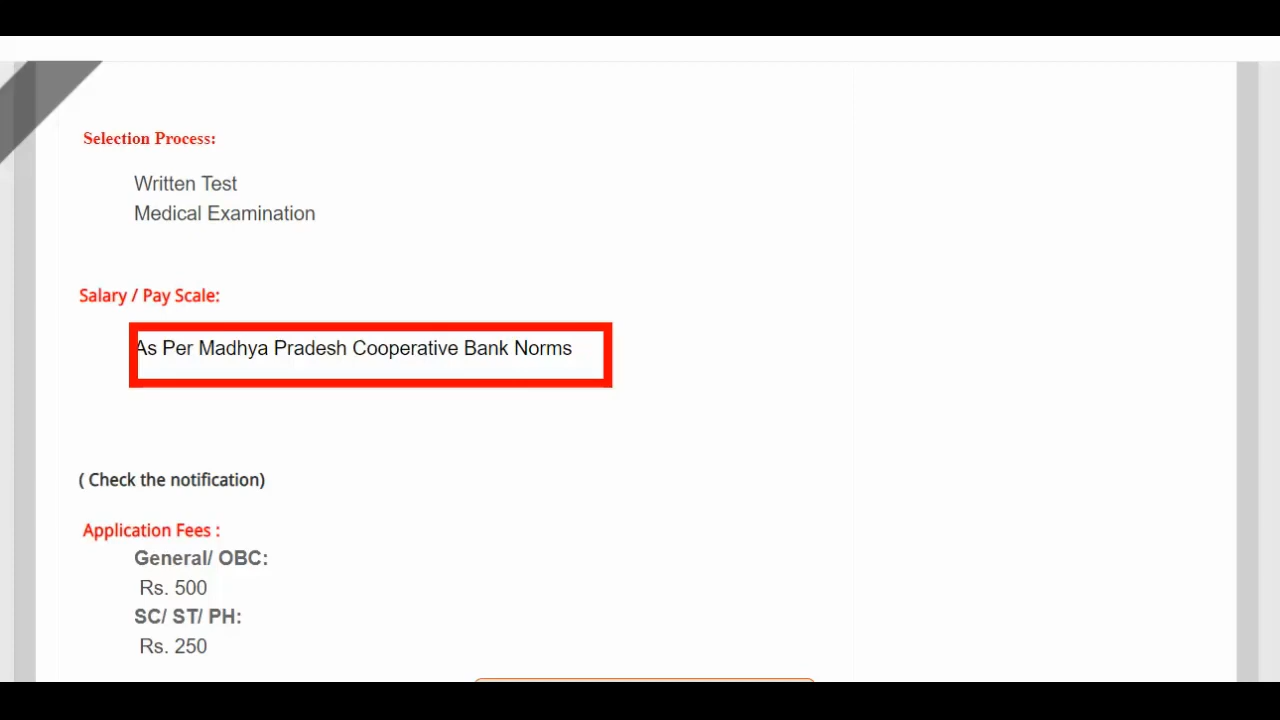 Selection Process:
Written Test
Medical Examination
Salary / Pay Scale:
As Per Madhya Pradesh Cooperative Bank Norms
( Check the notification)
Application Fees :
General/ OBC:
Rs. 500
SC/ ST/ PH:
Rs. 250